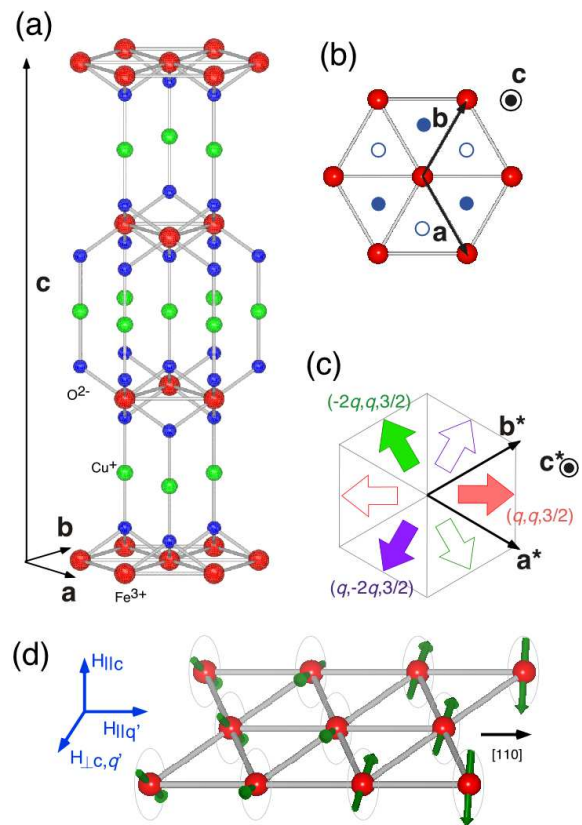 (a)
c
O2-
Cu+
b
a
Fe3+
(b)
c
b
a
(c)
(-2q,q,3/2)
b*
c*
(q,q,3/2)
a*
(q,-2q,3/2)
(d)
H||c
H||q'
H⊥c,q'
[110]